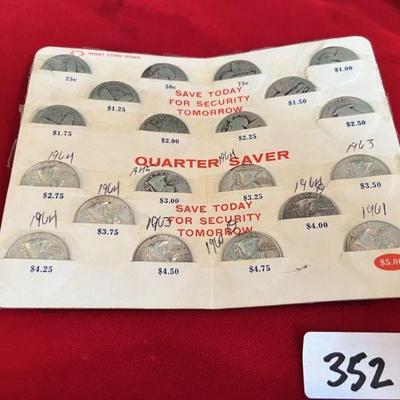 INSERT COINS DOWN
25¢ 50¢ 75¢ $1.00
SAVE TODAY
FOR SECURITY
TOMORROW
$1.25 $1.50
$1.75 $2.00 $2.25 $2.50
1964 1964 1963
QUARTER SAVER
$2.75 $3.00 $3.25 $3.50
1964 1964
SAVE TODAY
FOR SECURITY
TOMORROW
$3.75 $4.00
1964 1963 1961
$4.25 $4.50 $4.75 $5.00
352